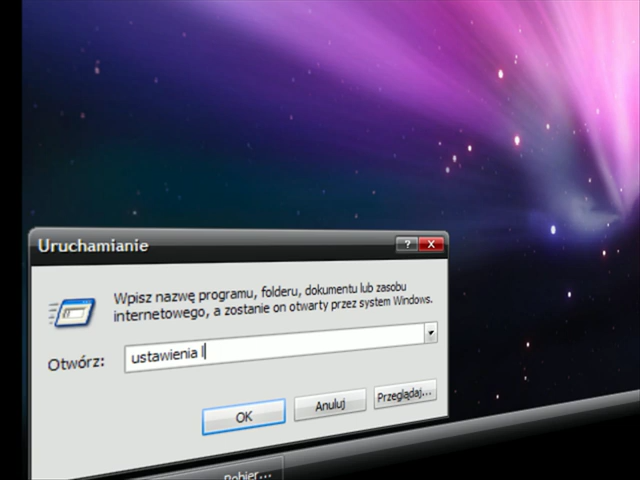 Uruchamianie
? X
Wpisz nazwę programu, folderu, dokumentu lub zasobu
internetowego, a zostanie on otwarty przez system Windows.
Otwórz: ustawienia l
OK Anuluj Przeglądaj...
Pobier...